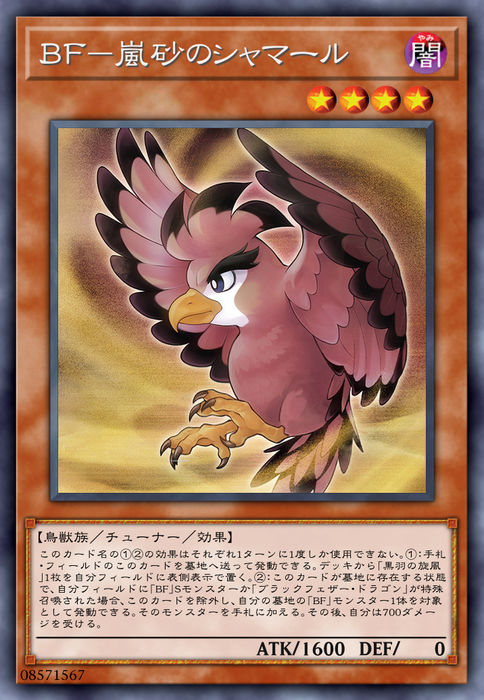 BF－嵐砂のシャマール
やみ
闇
【鳥獣族／チューナー／効果】
このカード名の①②の効果はそれぞれ1ターンに1度しか使用できない。①：手札
・フィールドのこのカードを墓地へ送って発動できる。デッキから「黒羽の旋風
」1枚を自分フィールドに表側表示で置く。②：このカードが墓地に存在する状態
で、自分フィールドに「BF」Sモンスターか「ブラックフェザー・ドラゴン」が特殊
召喚された場合、このカードを除外し、自分の墓地の「BF」モンスター1体を対象
として発動できる。そのモンスターを手札に加える。その後、自分は700ダメー
ジを受ける。
ATK/1600 DEF/ 0
08571567